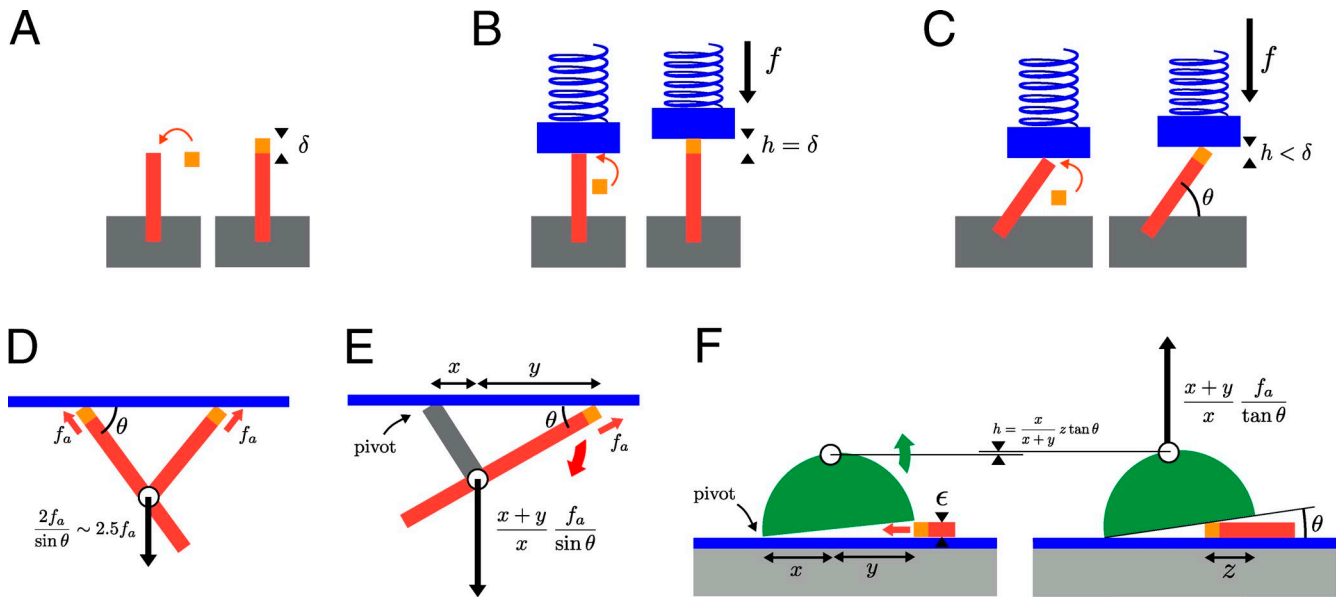 A
δ
B
f
h = δ
C
f
h < δ
θ
D
θ
f_a
f_a
2f_a / sin θ ~ 2.5f_a
E
x
y
θ
pivot
f_a
(x + y) / x f_a / sin θ
F
(x + y) / x f_a / tan θ
h = x / (x + y) z tan θ
pivot
ϵ
θ
x
y
z